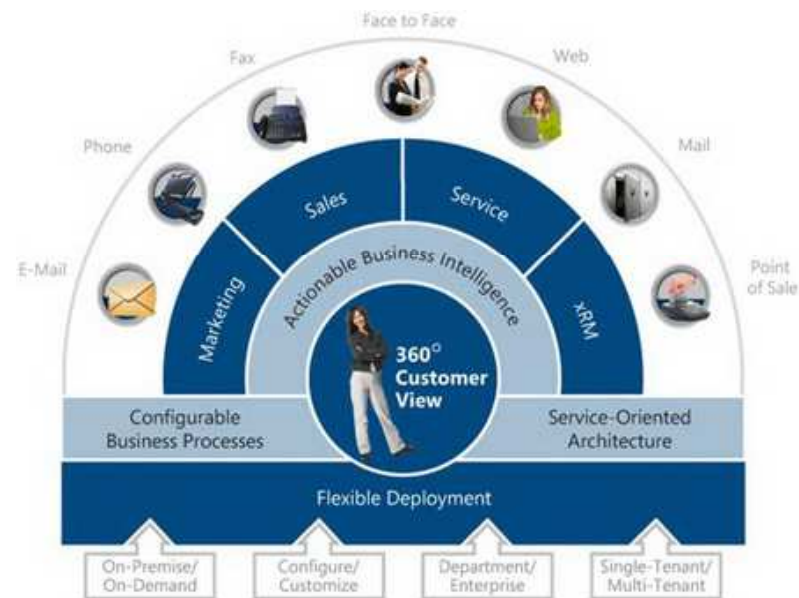 Face to Face
Fax
Web
Phone
Mail
E-Mail
Point
of Sale
Sales
Service
Marketing
xRM
Actionable Business Intelligence
360°
Customer
View
Configurable
Business Processes
Service-Oriented
Architecture
Flexible Deployment
On-Premise/
On-Demand
Configure/
Customize
Department/
Enterprise
Single-Tenant/
Multi-Tenant